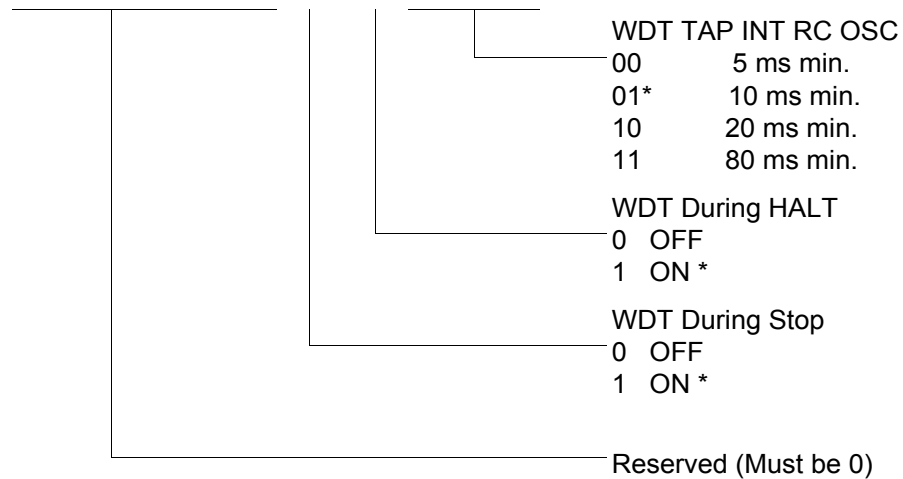 WDT TAP INT RC OSC
00 5 ms min.
01* 10 ms min.
10 20 ms min.
11 80 ms min.
WDT During HALT
0 OFF
1 ON *
WDT During Stop
0 OFF
1 ON *
Reserved (Must be 0)